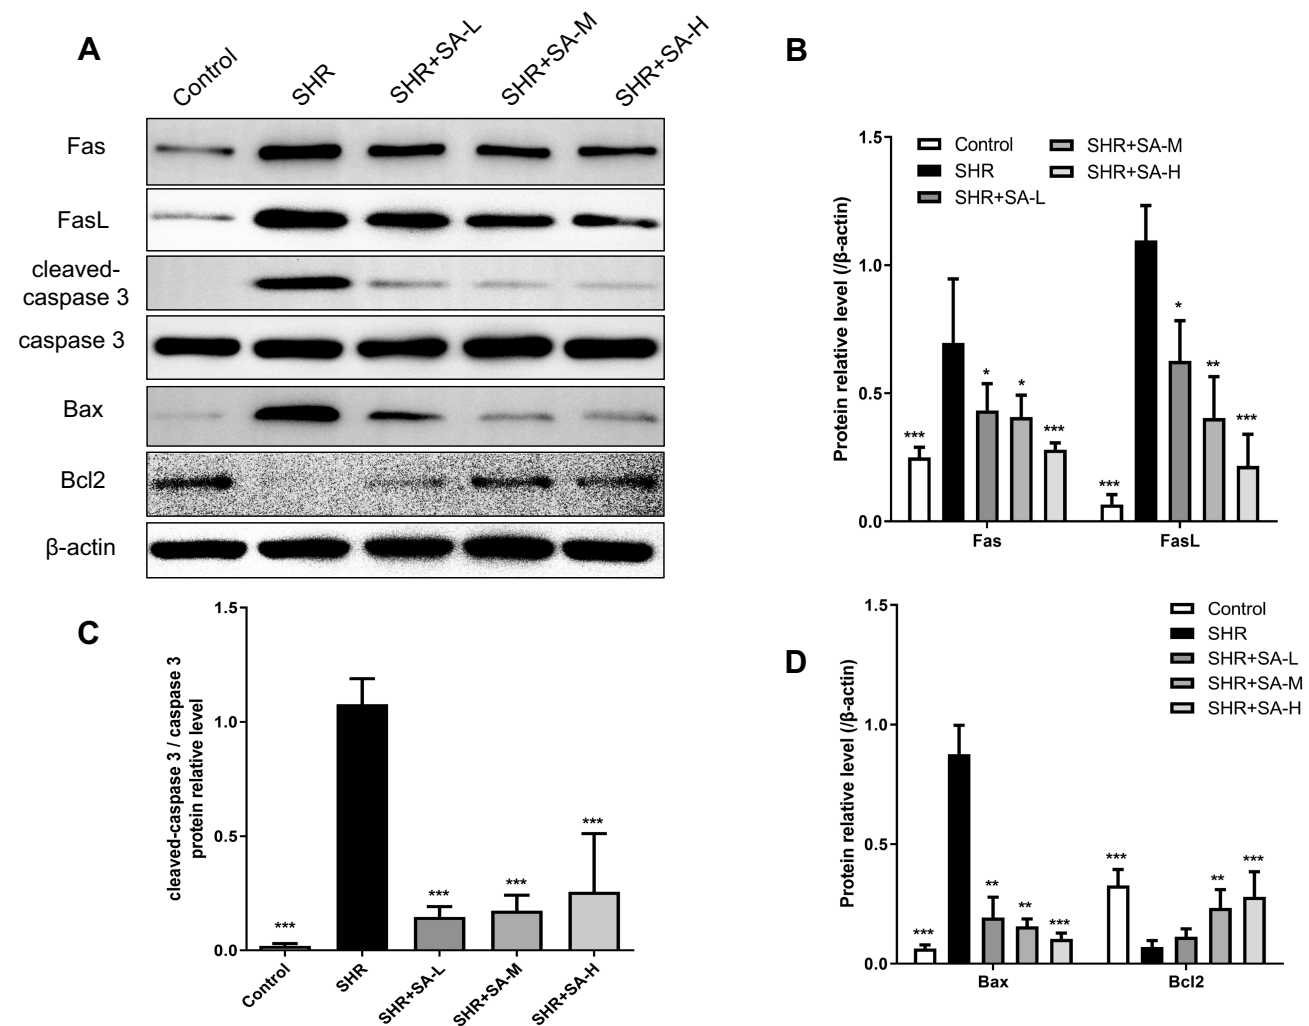 A
Control
SHR
SHR+SA-L
SHR+SA-M
SHR+SA-H
Fas
FasL
cleaved-
caspase 3
caspase 3
Bax
Bcl2
β-actin
B
Protein relative level (/β-actin)
1.5
1.0
0.5
0.0
Control
SHR
SHR+SA-L
SHR+SA-M
SHR+SA-H
***
*
*
***
***
*
**
***
Fas
FasL
C
cleaved-caspase 3 / caspase 3
protein relative level
1.5
1.0
0.5
0.0
***
***
***
***
Control
SHR
SHR+SA-L
SHR+SA-M
SHR+SA-H
D
Protein relative level (/β-actin)
1.5
1.0
0.5
0.0
Control
SHR
SHR+SA-L
SHR+SA-M
SHR+SA-H
***
**
**
***
***
**
***
Bax
Bcl2